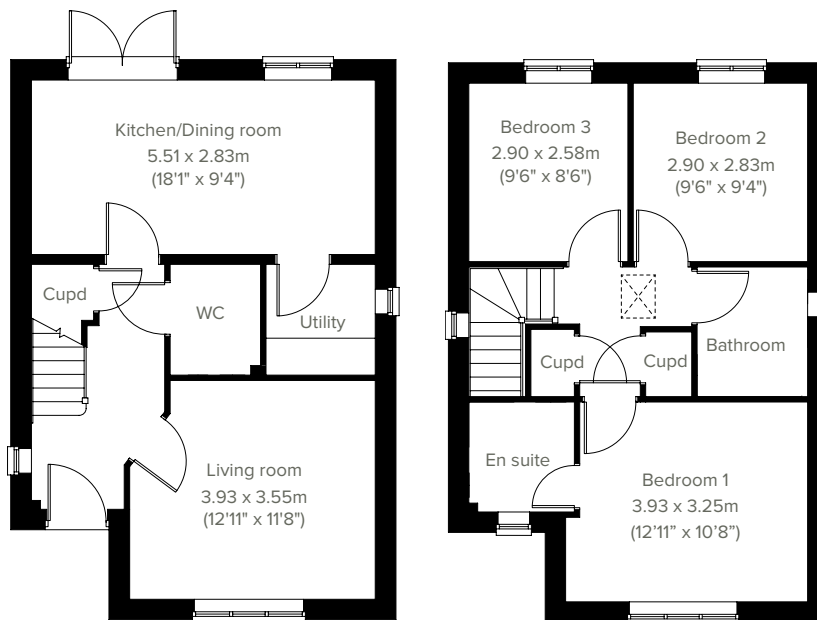 Kitchen/Dining room
5.51 x 2.83m
(18'1" x 9'4")
Cupd
WC
Utility
Living room
3.93 x 3.55m
(12'11" x 11'8")
Bedroom 3
2.90 x 2.58m
(9'6" x 8'6")
Bedroom 2
2.90 x 2.83m
(9'6" x 9'4")
Cupd
Cupd
Bathroom
En suite
Bedroom 1
3.93 x 3.25m
(12'11” x 10’8”)